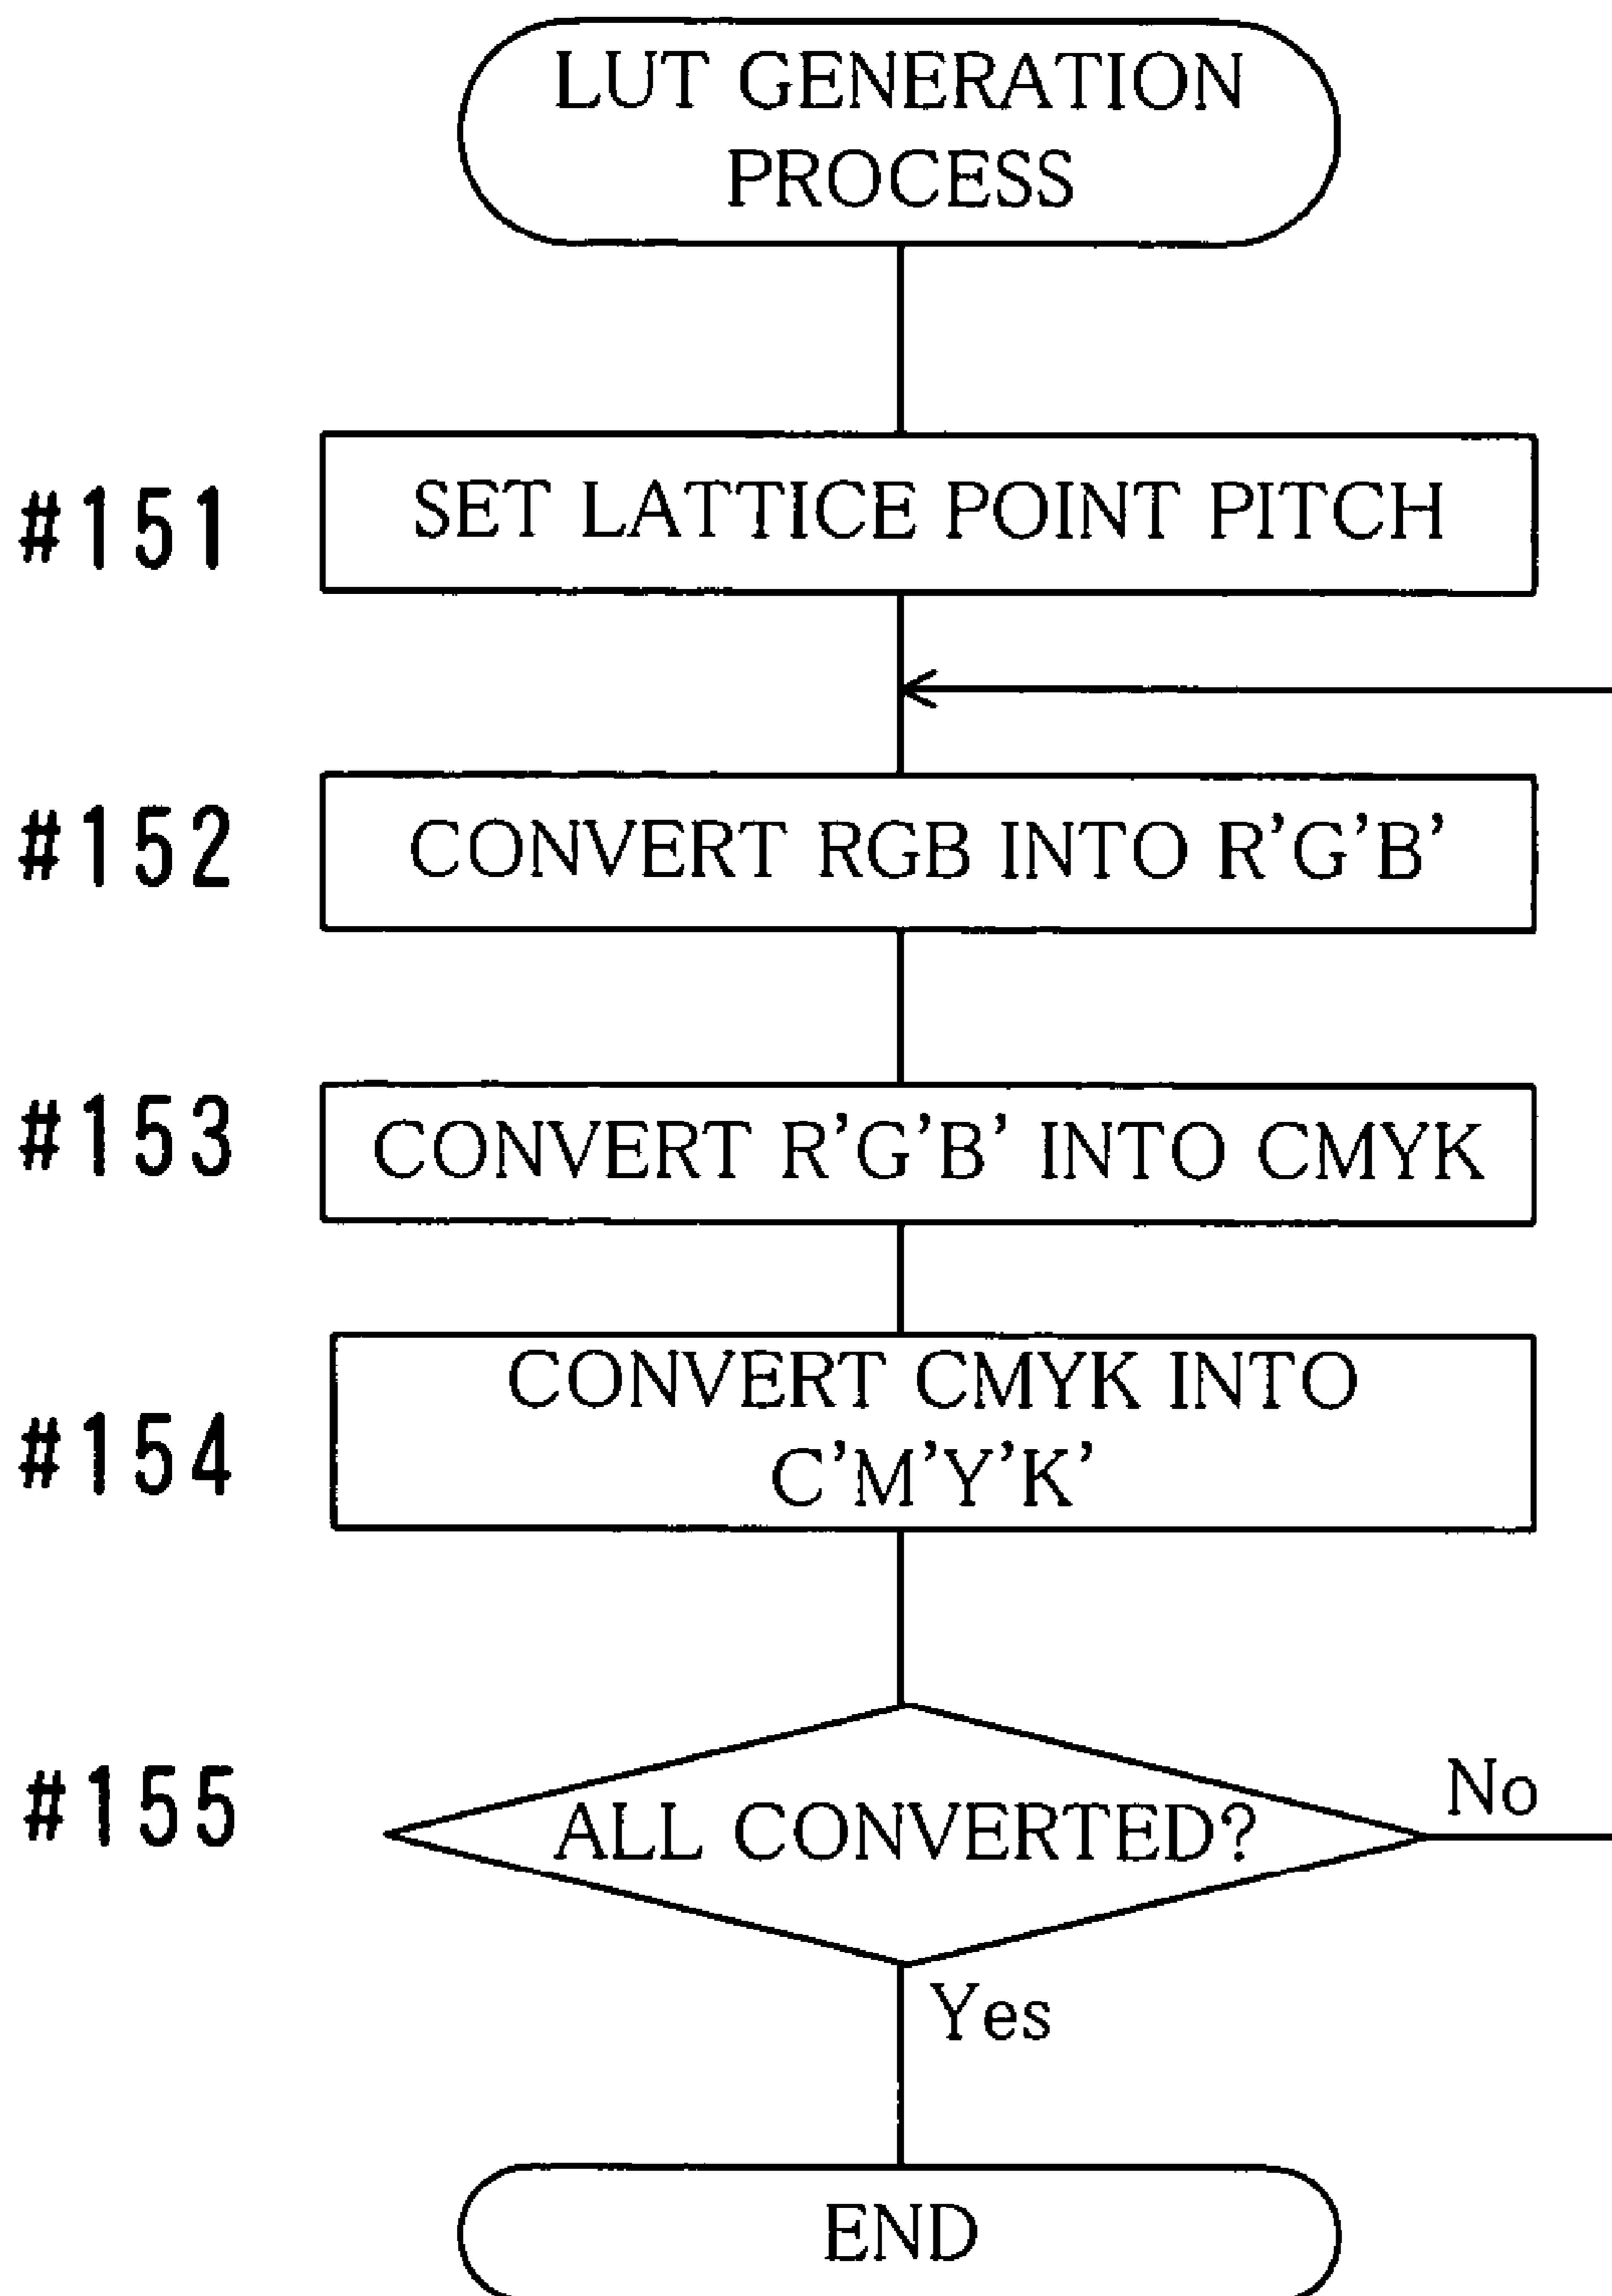 LUT GENERATION
PROCESS
#151
SET LATTICE POINT PITCH
#152
CONVERT RGB INTO R'G'B'
#153
CONVERT R'G'B' INTO CMYK
#154
CONVERT CMYK INTO
C'M'Y'K'
#155
ALL CONVERTED?
No
Yes
END